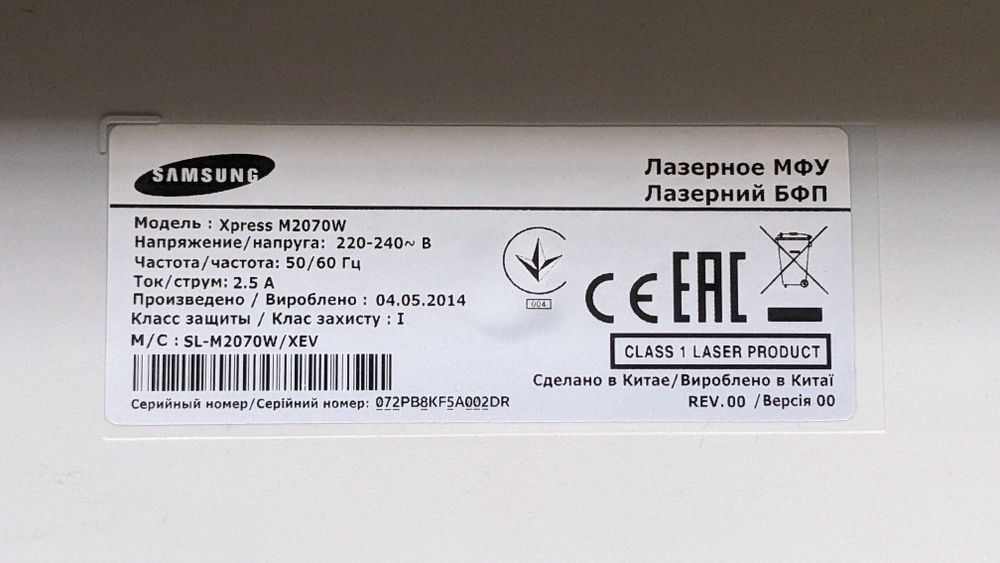 SAMSUNG
Лазерное МФУ
Лазерний БФП
Модель : Xpress M2070W
Напряжение/напруга: 220-240~ В
Частота/частота: 50/60 Гц
Ток/струм: 2.5 А
Произведено / Вироблено : 04.05.2014
Класс защиты / Клас захисту : I
М/С : SL-M2070W/XEV
004
CE EAC
CLASS 1 LASER PRODUCT
Сделано в Китае/Вироблено в Китаї
Серийный номер/Серійний номер: 072PB8KF5A002DR
REV.00 /Версія 00